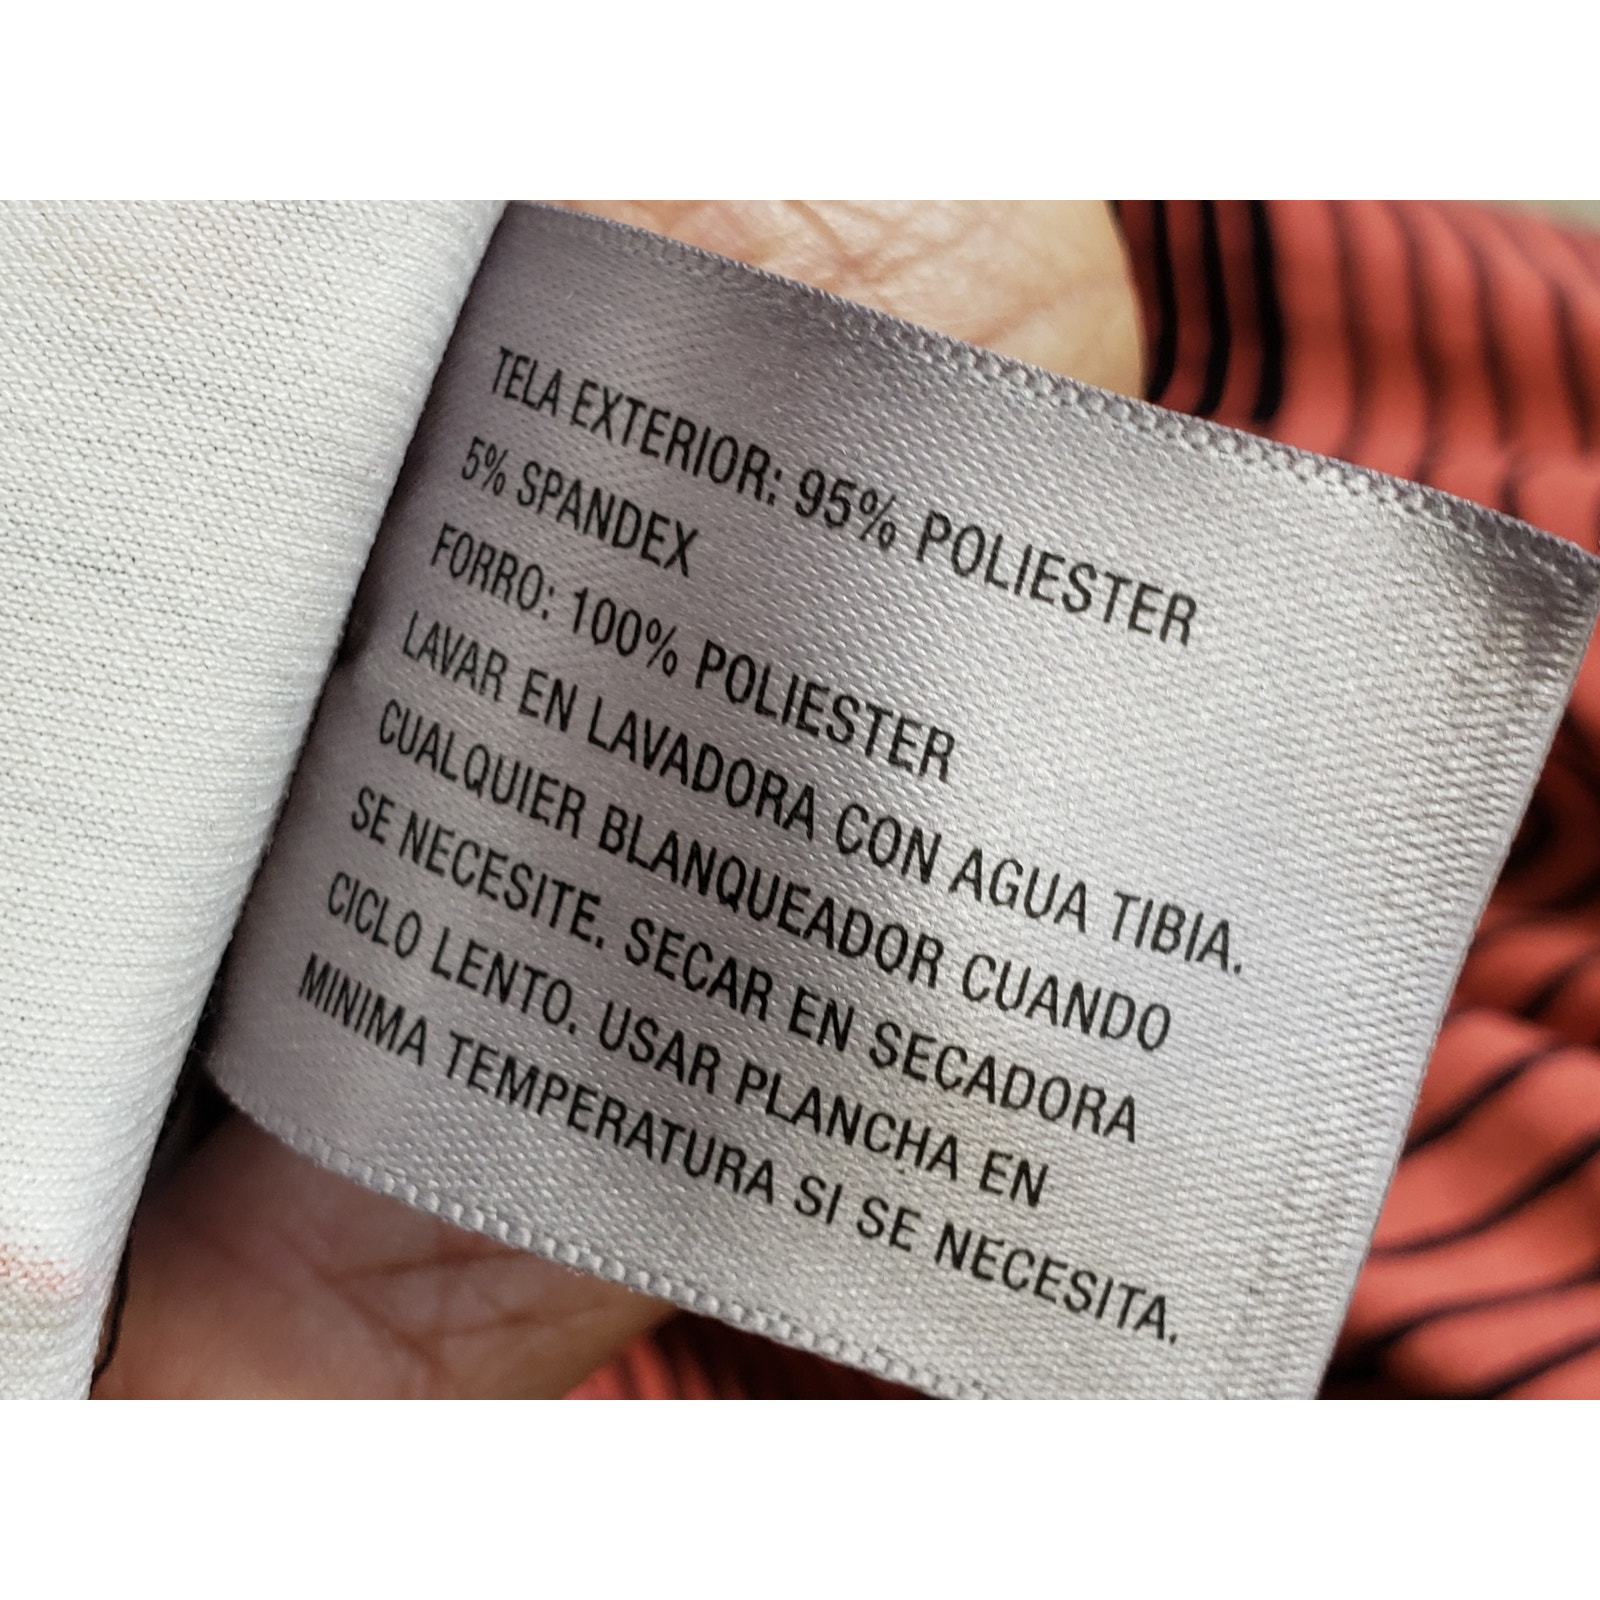 TELA EXTERIOR: 95% POLIESTER
5% SPANDEX
FORRO: 100% POLIESTER
LAVAR EN LAVADORA CON AGUA TIBIA.
CUALQUIER BLANQUEADOR CUANDO
SE NECESITE. SECAR EN SECADORA
CICLO LENTO. USAR PLANCHA EN
MINIMA TEMPERATURA SI SE NECESITA.